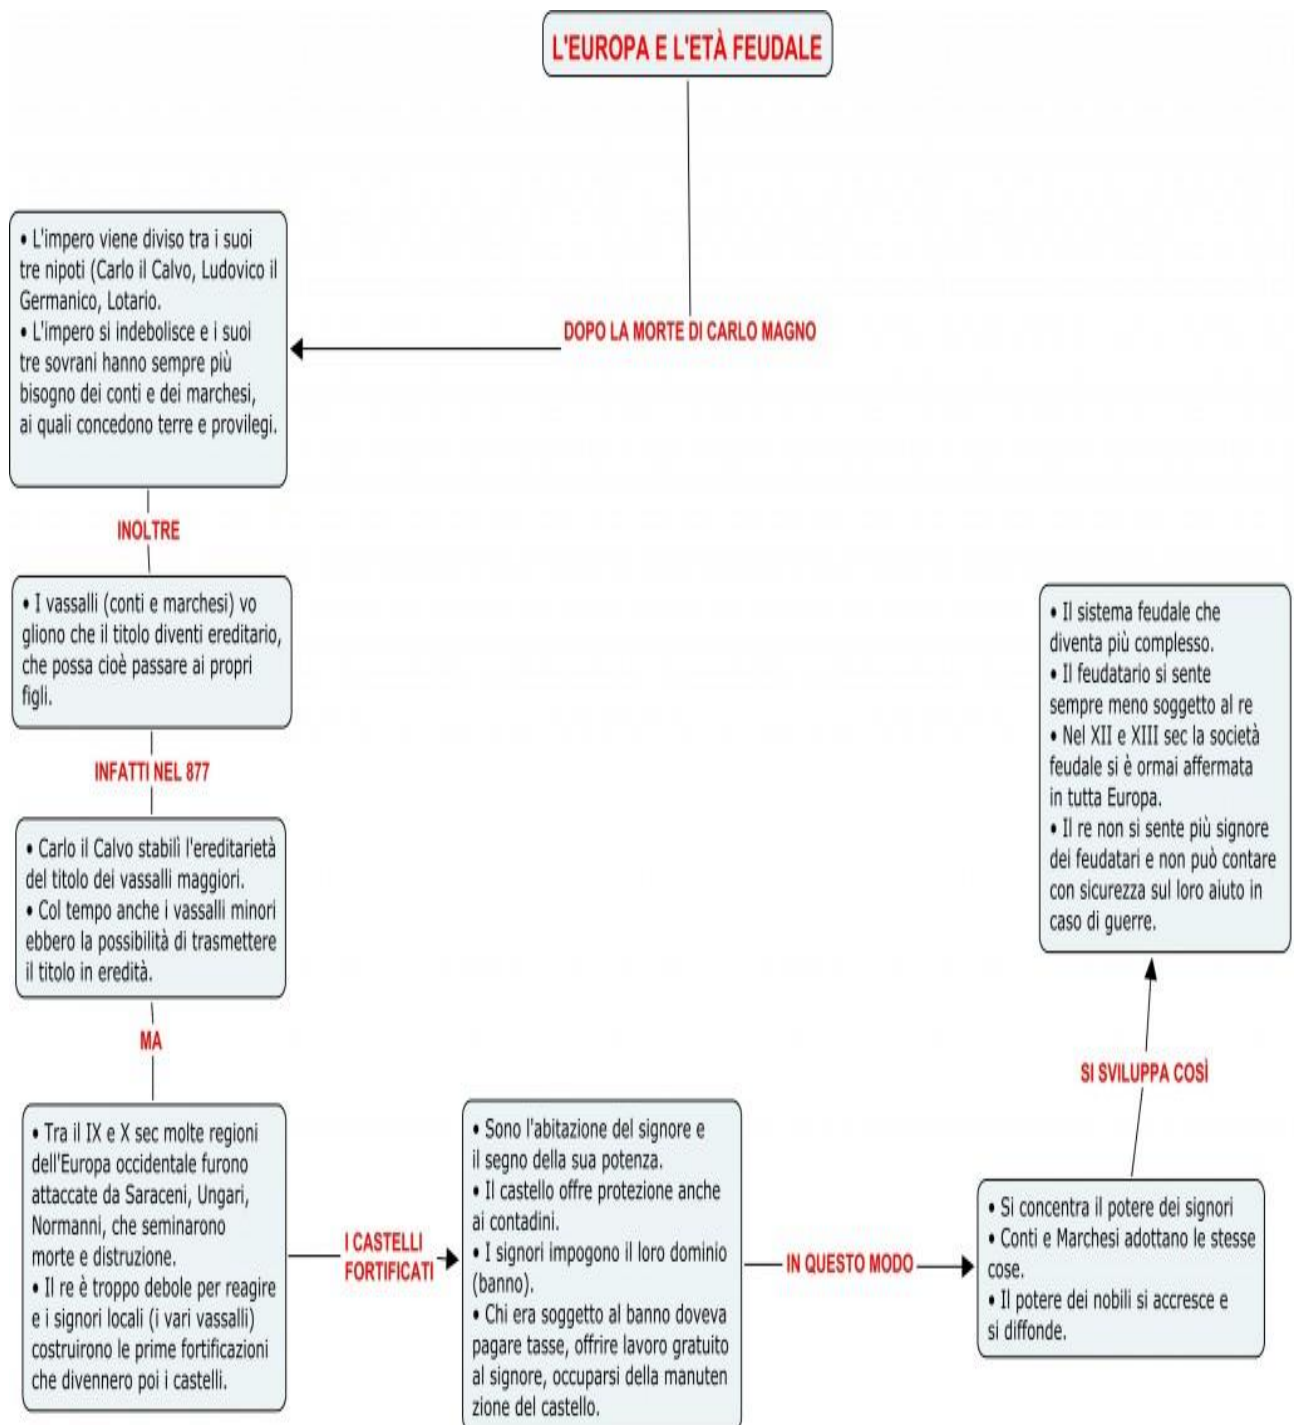 L'EUROPA E L'ETÀ FEUDALE
DOPO LA MORTE DI CARLO MAGNO
• L'impero viene diviso tra i suoi
tre nipoti (Carlo il Calvo, Ludovico il
Germanico, Lotario.
• L'impero si indebolisce e i suoi
tre sovrani hanno sempre più
bisogno dei conti e dei marchesi,
ai quali concedono terre e provilegi.
INOLTRE
• I vassalli (conti e marchesi) vo
gliono che il titolo diventi ereditario,
che possa cioè passare ai propri
figli.
INFATTI NEL 877
• Carlo il Calvo stabilì l'ereditarietà
del titolo dei vassalli maggiori.
• Col tempo anche i vassalli minori
ebbero la possibilità di trasmettere
il titolo in eredità.
MA
• Tra il IX e X sec molte regioni
dell'Europa occidentale furono
attaccate da Saraceni, Ungari,
Normanni, che seminarono
morte e distruzione.
• Il re è troppo debole per reagire
e i signori locali (i vari vassalli)
costruirono le prime fortificazioni
che divennero poi i castelli.
I CASTELLI
FORTIFICATI
• Sono l'abitazione del signore e
il segno della sua potenza.
• Il castello offre protezione anche
ai contadini.
• I signori impogono il loro dominio
(banno).
• Chi era soggetto al banno doveva
pagare tasse, offrire lavoro gratuito
al signore, occuparsi della manuten
zione del castello.
IN QUESTO MODO
• Si concentra il potere dei signori
• Conti e Marchesi adottano le stesse
cose.
• Il potere dei nobili si accresce e
si diffonde.
SI SVILUPPA COSÌ
• Il sistema feudale che
diventa più complesso.
• Il feudatario si sente
sempre meno soggetto al re
• Nel XII e XIII sec la società
feudale si è ormai affermata
in tutta Europa.
• Il re non si sente più signore
dei feudatari e non può contare
con sicurezza sul loro aiuto in
caso di guerre.